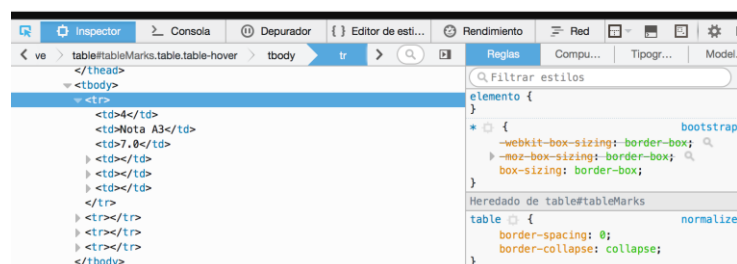 Inspector Consola Depurador { } Editor de esti... Rendimiento Red
ve table#tableMarks.table.table-hover tbody tr
Reglas Compu... Tipogr... Model.
</thead>
<tbody>
<tr>
<td>4</td>
<td>Nota A3</td>
<td>7.0</td>
<td></td>
<td></td>
<td></td>
</tr>
<tr></tr>
<tr></tr>
<tr></tr>
</tbody>
Filtrar estilos
elemento {
}
* { bootstrap
-webkit-box-sizing: border-box;
-moz-box-sizing: border-box;
box-sizing: border-box;
}
Heredado de table#tableMarks
table { normalize
border-spacing: 0;
border-collapse: collapse;
}